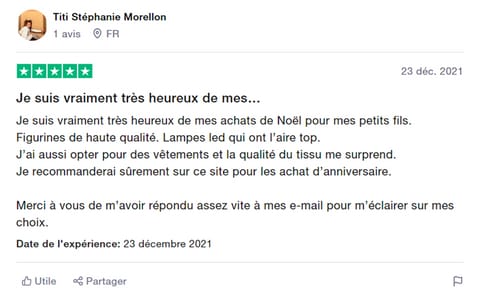 Titi Stéphanie Morellon
1 avis FR
23 déc. 2021
Je suis vraiment très heureux de mes…
Je suis vraiment très heureux de mes achats de Noël pour mes petits fils.
Figurines de haute qualité. Lampes led qui ont l’aire top.
J’ai aussi opter pour des vêtements et la qualité du tissu me surprend.
Je recommanderai sûrement sur ce site pour les achat d’anniversaire.
Merci à vous de m’avoir répondu assez vite à mes e-mail pour m’éclairer sur mes
choix.
Date de l'expérience: 23 décembre 2021
Utile Partager